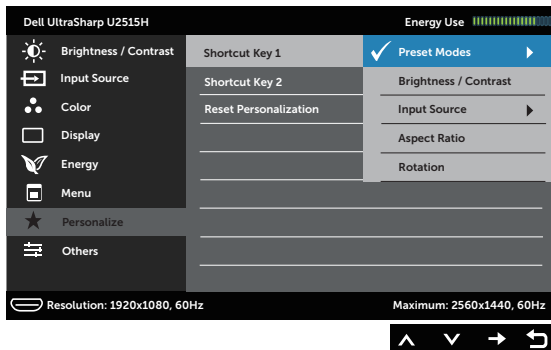 Dell UltraSharp U2515H
Energy Use
Brightness / Contrast
Input Source
Color
Display
Energy
Menu
Personalize
Others
Shortcut Key 1
Shortcut Key 2
Reset Personalization
Preset Modes
Brightness / Contrast
Input Source
Aspect Ratio
Rotation
Resolution: 1920x1080, 60Hz
Maximum: 2560x1440, 60Hz